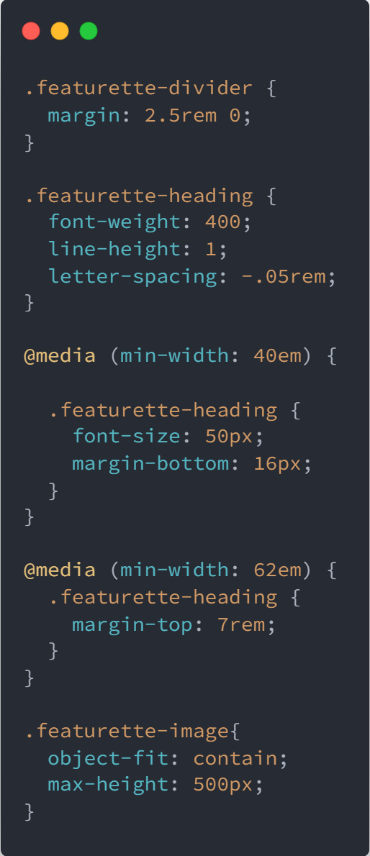 .featurette-divider {
  margin: 2.5rem 0;
}

.featurette-heading {
  font-weight: 400;
  line-height: 1;
  letter-spacing: -.05rem;
}

@media (min-width: 40em) {

  .featurette-heading {
    font-size: 50px;
    margin-bottom: 16px;
  }
}

@media (min-width: 62em) {
  .featurette-heading {
    margin-top: 7rem;
  }
}

.featurette-image{
  object-fit: contain;
  max-height: 500px;
}